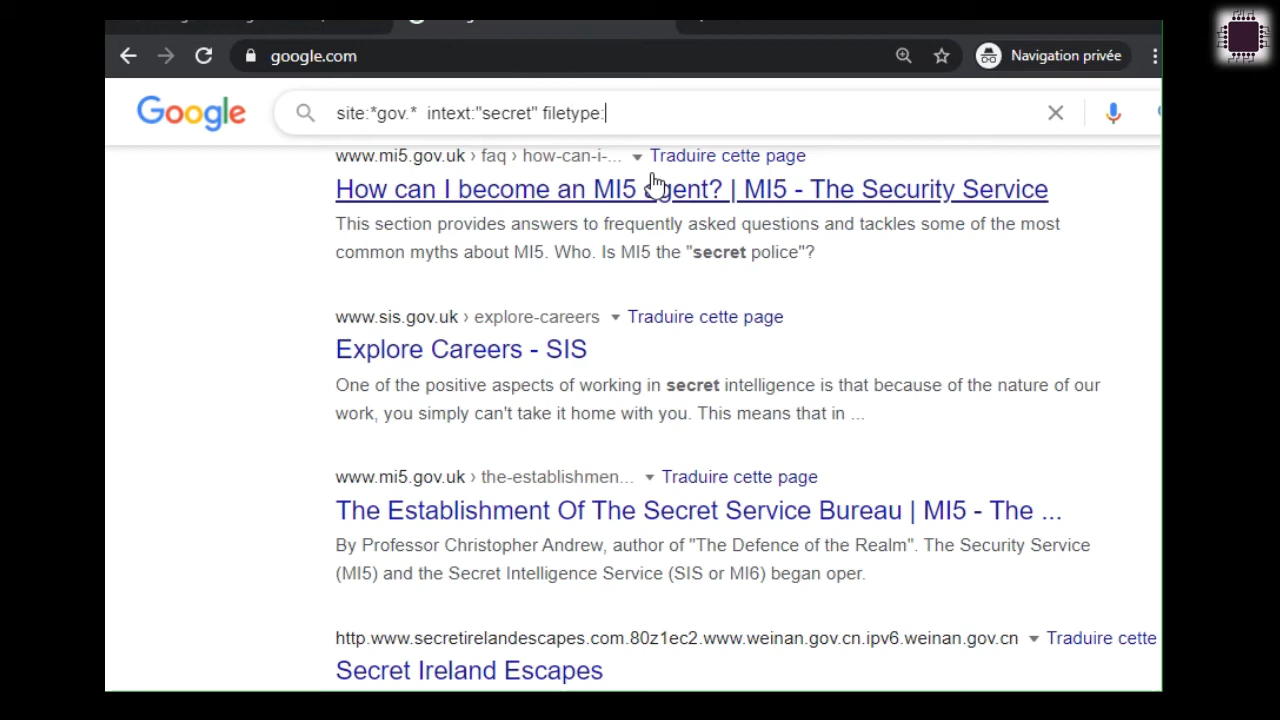 google.com
Navigation privée
Google
site:*gov.* intext:"secret" filetype:
www.mi5.gov.uk › faq › how-can-i-... Traduire cette page
How can I become an MI5 agent? | MI5 - The Security Service
This section provides answers to frequently asked questions and tackles some of the most
common myths about MI5. Who. Is MI5 the "secret police"?
www.sis.gov.uk › explore-careers Traduire cette page
Explore Careers - SIS
One of the positive aspects of working in secret intelligence is that because of the nature of our
work, you simply can't take it home with you. This means that in ...
www.mi5.gov.uk › the-establishmen... Traduire cette page
The Establishment Of The Secret Service Bureau | MI5 - The ...
By Professor Christopher Andrew, author of "The Defence of the Realm". The Security Service
(MI5) and the Secret Intelligence Service (SIS or MI6) began oper.
http.www.secretirelandescapes.com.80z1ec2.www.weinan.gov.cn.ipv6.weinan.gov.cn Traduire cette
Secret Ireland Escapes